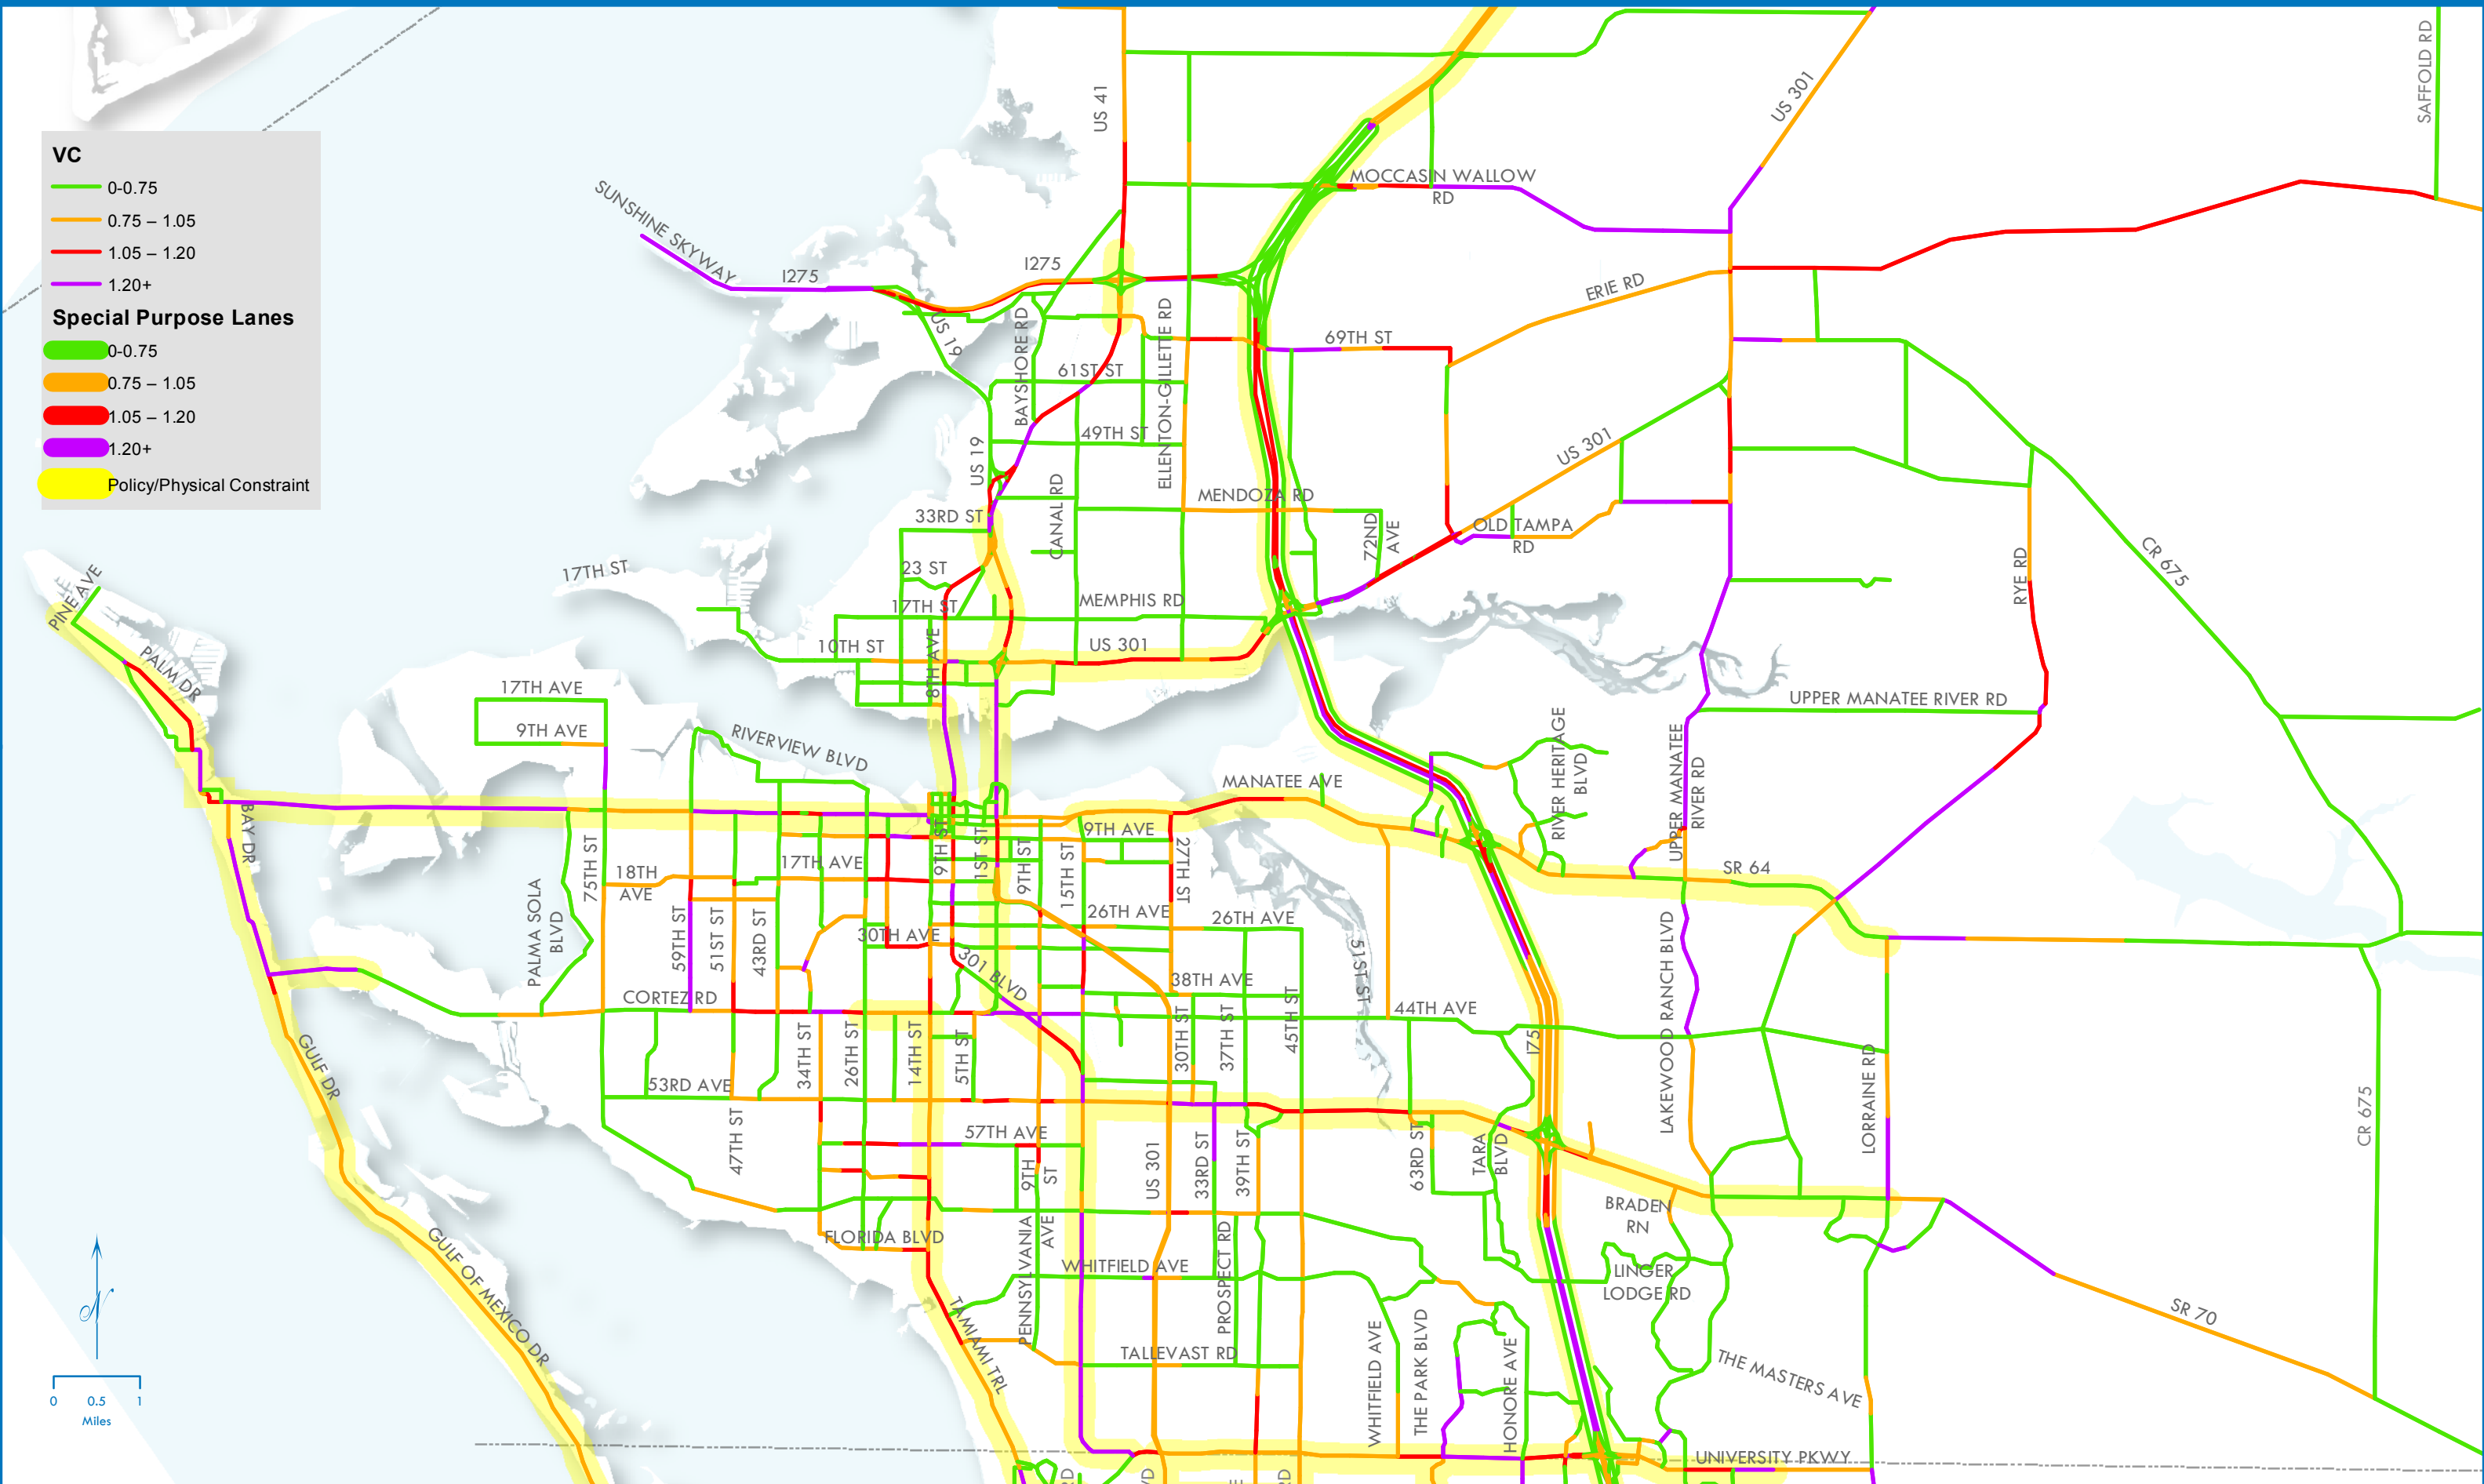 VC
0-0.75
0.75 – 1.05
1.05 – 1.20
1.20+
Special Purpose Lanes
0-0.75
0.75 – 1.05
1.05 – 1.20
1.20+
Policy/Physical Constraint
US 41
US 301
SAFFOLD RD
MOCCASIN WALLOW
RD
SUNSHINE SKYWAY
I275
I275
ERIE RD
US 19
BAYSHORE RD
ELLENTON-GILLETTE RD
69TH ST
61ST ST
49TH ST
US 19
US 301
CANAL RD
MENDOZA RD
33RD ST
72ND
AVE
OLD TAMPA
RD
CR 675
RYE RD
17TH ST
23 ST
PINE AVE
17TH ST
MEMPHIS RD
10TH ST
8TH AVE
US 301
PALM DR
17TH AVE
9TH AVE
RIVERVIEW BLVD
UPPER MANATEE RIVER RD
RIVER HERITAGE
BLVD
UPPER MANATEE
RIVER RD
MANATEE AVE
BAY DR
9TH AVE
75TH ST
18TH
AVE
17TH AVE
9TH ST
1ST ST
9TH ST
15TH ST
27TH ST
SR 64
PALMA SOLA
BLVD
59TH ST
51ST ST
43RD ST
26TH AVE
26TH AVE
30TH AVE
301 BLVD
38TH AVE
51ST ST
LAKEWOOD RANCH BLVD
CORTEZ RD
44TH AVE
34TH ST
26TH ST
14TH ST
5TH ST
30TH ST
37TH ST
45TH ST
I75
GULF DR
53RD AVE
47TH ST
LORRAINE RD
CR 675
57TH AVE
9TH
ST
US 301
33RD ST
39TH ST
63RD ST
TARA
BLVD
BRADEN
RN
FLORIDA BLVD
PENNSYLVANIA
AVE
WHITFIELD AVE
PROSPECT RD
LINGER
LODGE RD
GULF OF MEXICO DR
TAMIAMI TRL
TALLEVAST RD
WHITFIELD AVE
THE PARK BLVD
HONORE AVE
THE MASTERS AVE
SR 70
UNIVERSITY PKWY
N
0 0.5 1
Miles
RD
VD
E
RD